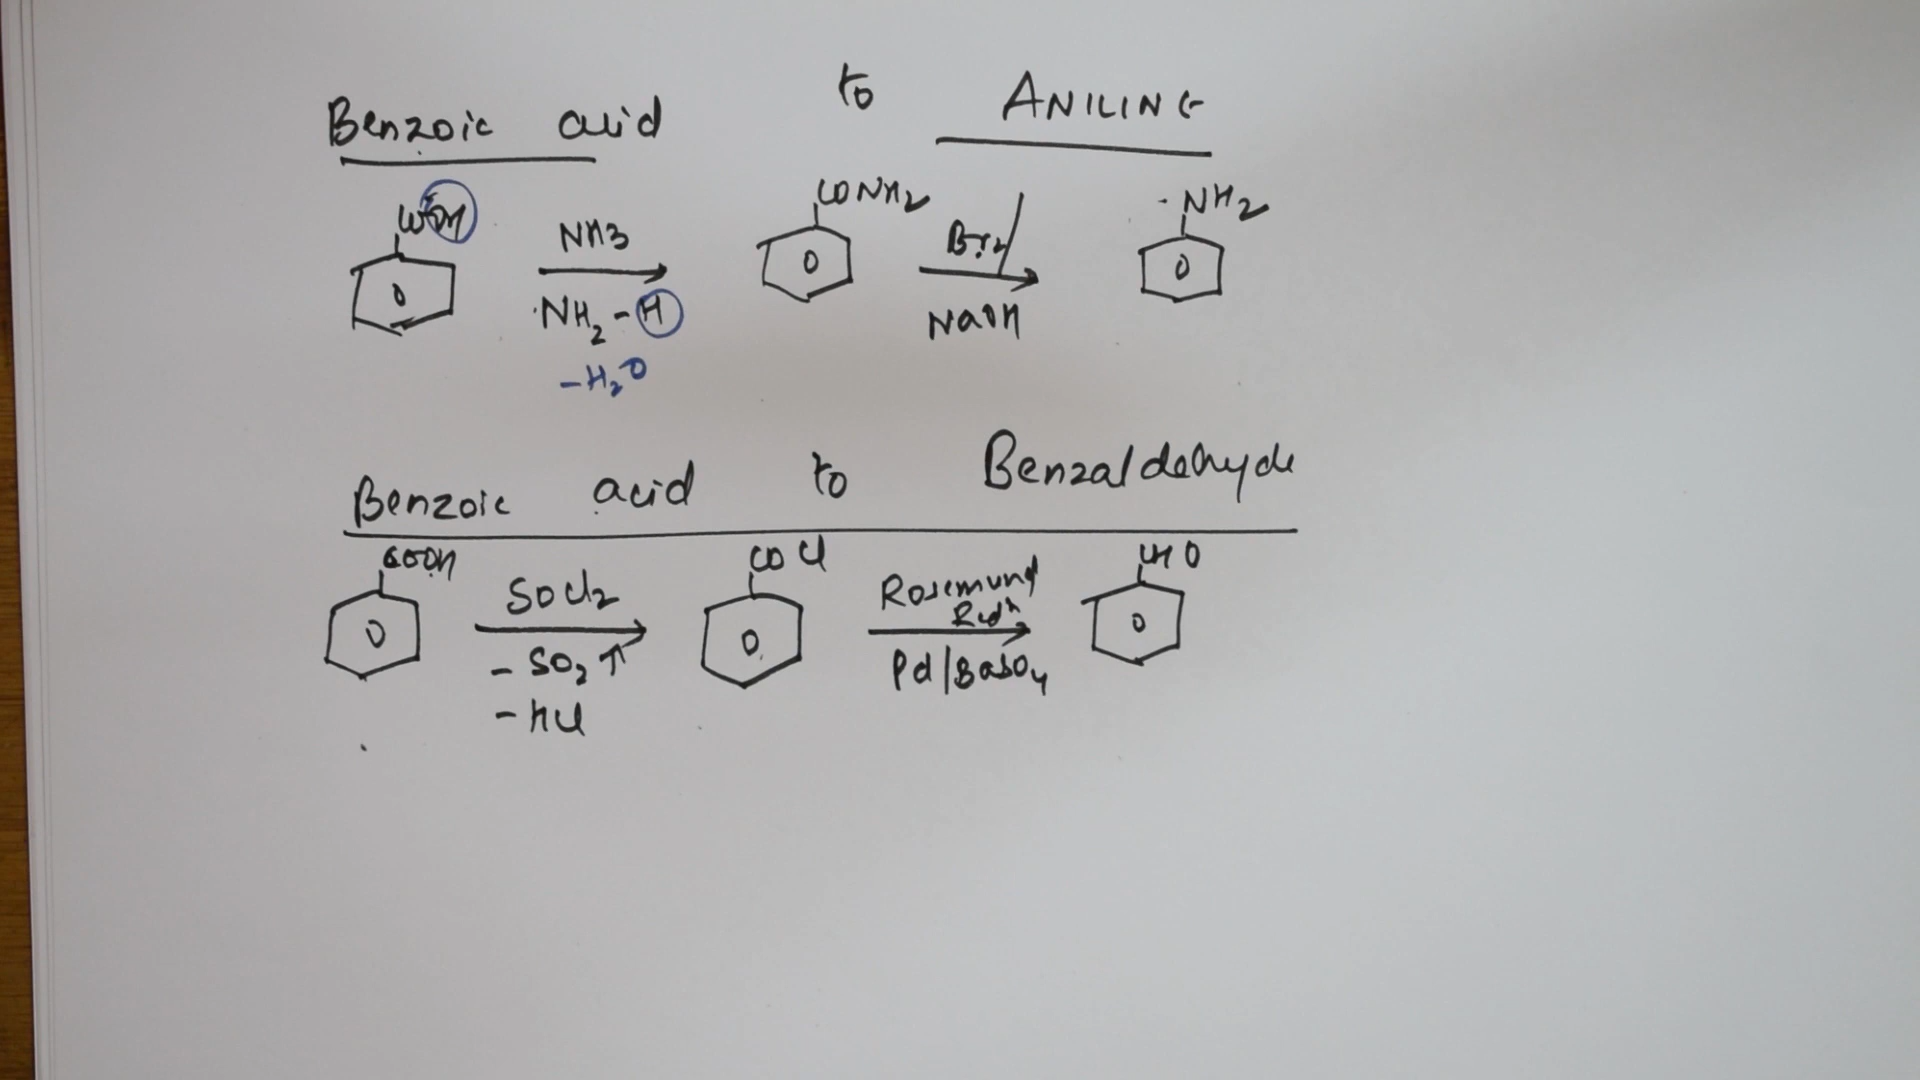 Benzoic acid to ANILINE
COOH NH3 CONH2 Br2/ NH2
NH2-H NaOH
-H2O
Benzoic acid to Benzaldehyde
COOH SOCl2 COCl Rosemund Redn CHO
- SO2 ↑ Pd/BaSO4
- HCl